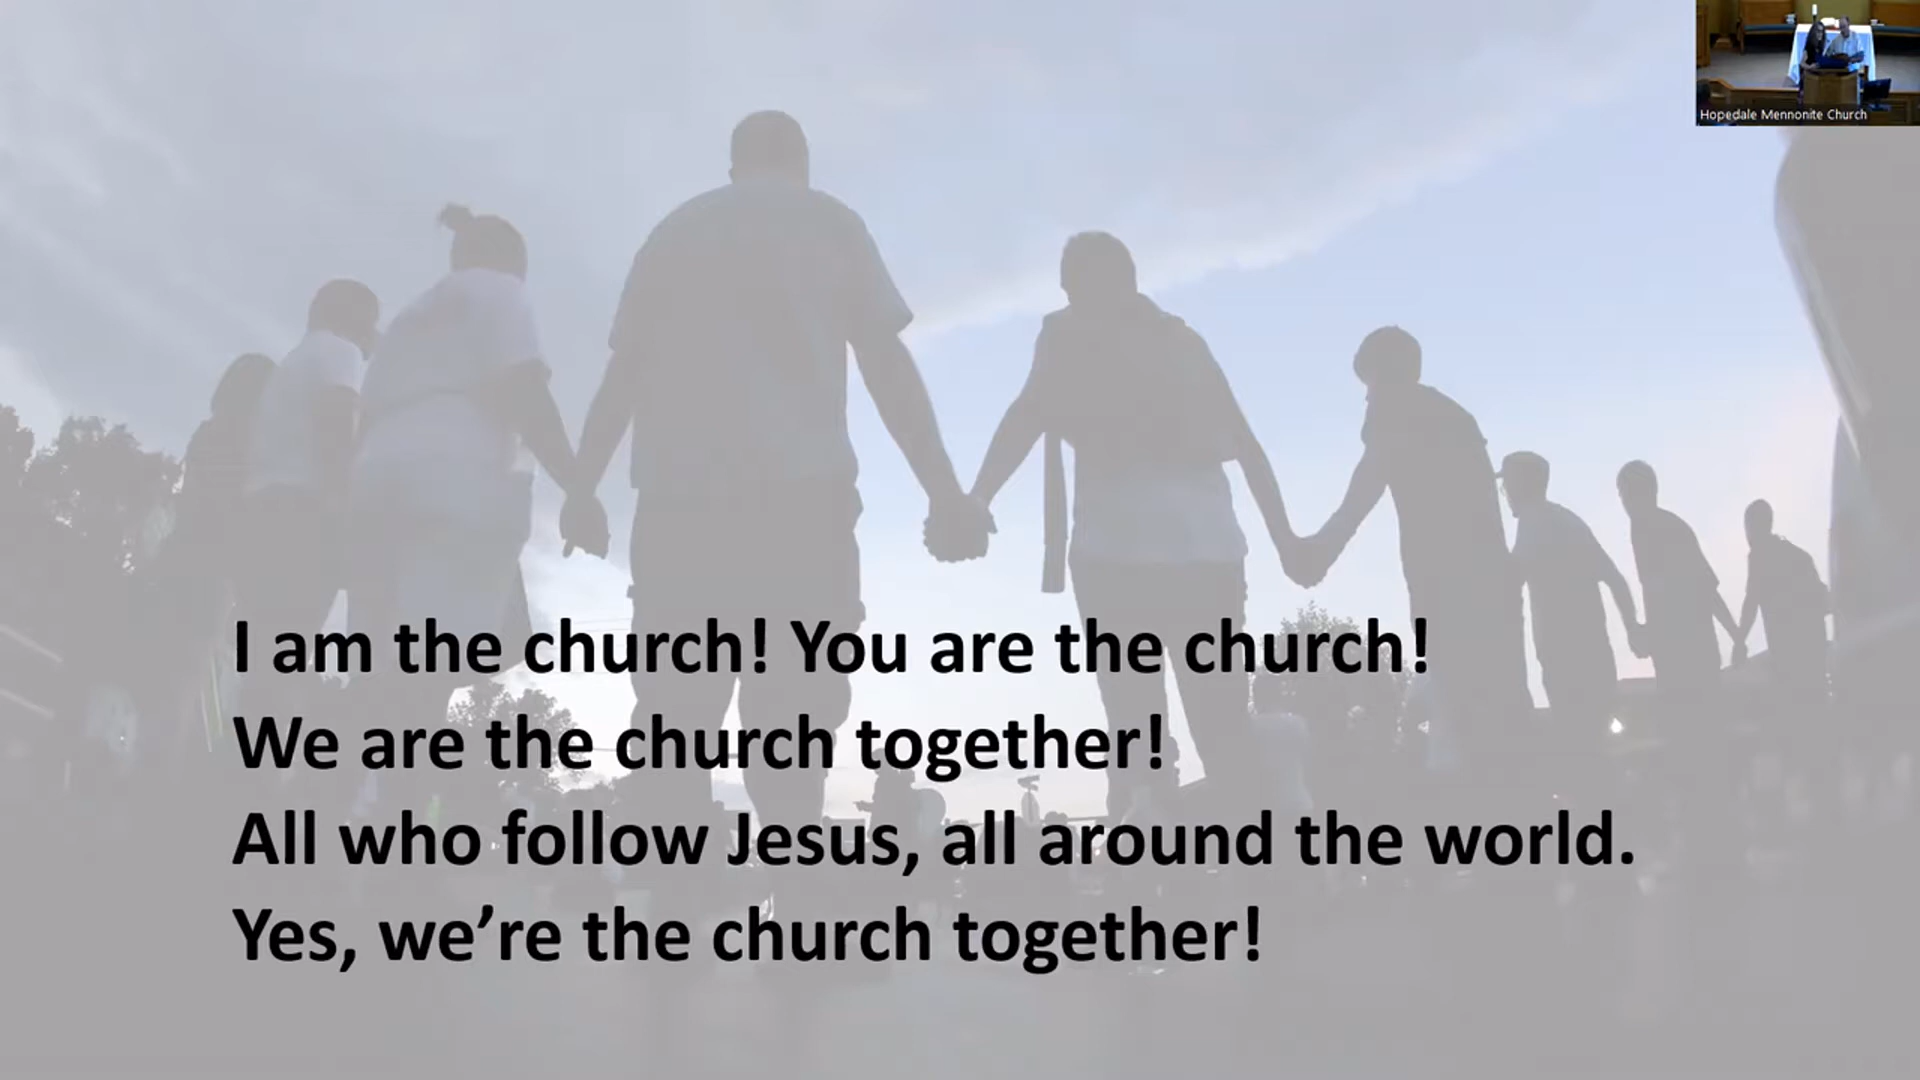 Hopedale Mennonite Church
I am the church! You are the church!
We are the church together!
All who follow Jesus, all around the world.
Yes, we’re the church together!